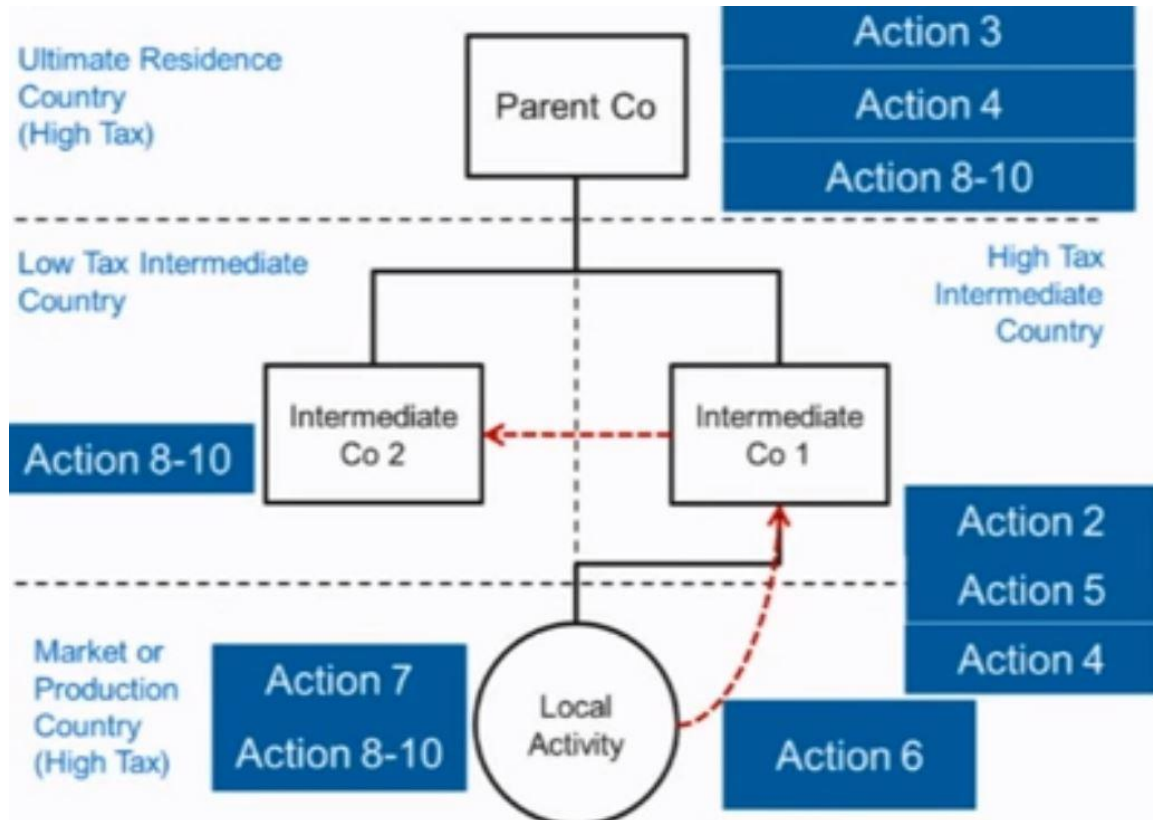 Ultimate Residence
Country
(High Tax)
Parent Co
Action 3
Action 4
Action 8-10
Low Tax Intermediate
Country
High Tax
Intermediate
Country
Intermediate
Co 2
Intermediate
Co 1
Action 8-10
Action 2
Action 5
Action 4
Market or
Production
Country
(High Tax)
Action 7
Action 8-10
Local
Activity
Action 6